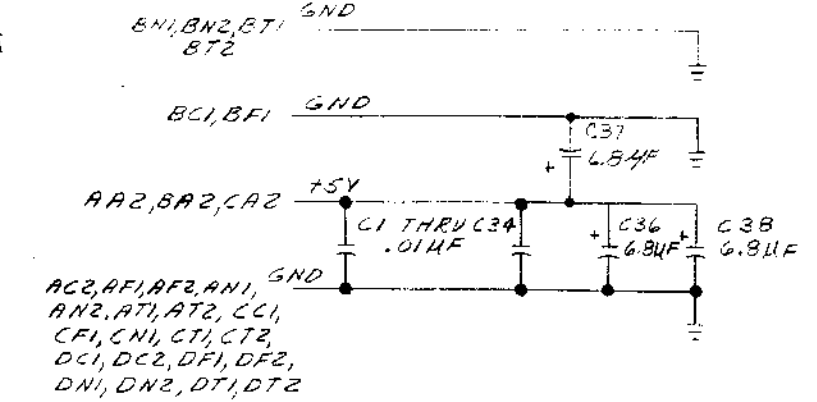 GND
BN1,BN2,BT1
BT2
BC1,BF1 GND
C37
+ 6.8µF
AA2,BA2,CA2 +5V
C1 THRU C34
.01µF
+ C36
6.8µF
+ C38
6.8µF
GND
AC2,AF1,AF2,AN1,
AN2,AT1,AT2,CC1,
CF1,CN1,CT1,CT2,
DC1,DC2,DF1,DF2,
DN1,DN2,DT1,DT2